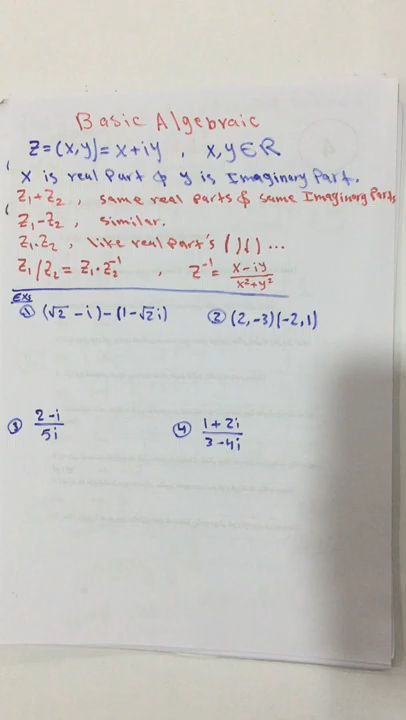 Basic Algebraic
Z=(x,y)=x+iy , x,y∈R
x is real Part & y is Imaginary Part.
Z₁+Z₂, same real parts & same Imaginary Parts
Z₁-Z₂, similar.
Z₁.Z₂, like real part's ( )( ) ...
Z₁/Z₂ = Z₁.Z₂⁻¹ , Z⁻¹ = (x-iy)/(x²+y²)
Exs
① (√2 -i)-(1-√2i) ② (2,-3)(-2,1)
③ (2-i)/(5i) ④ (1+2i)/(3-4i)